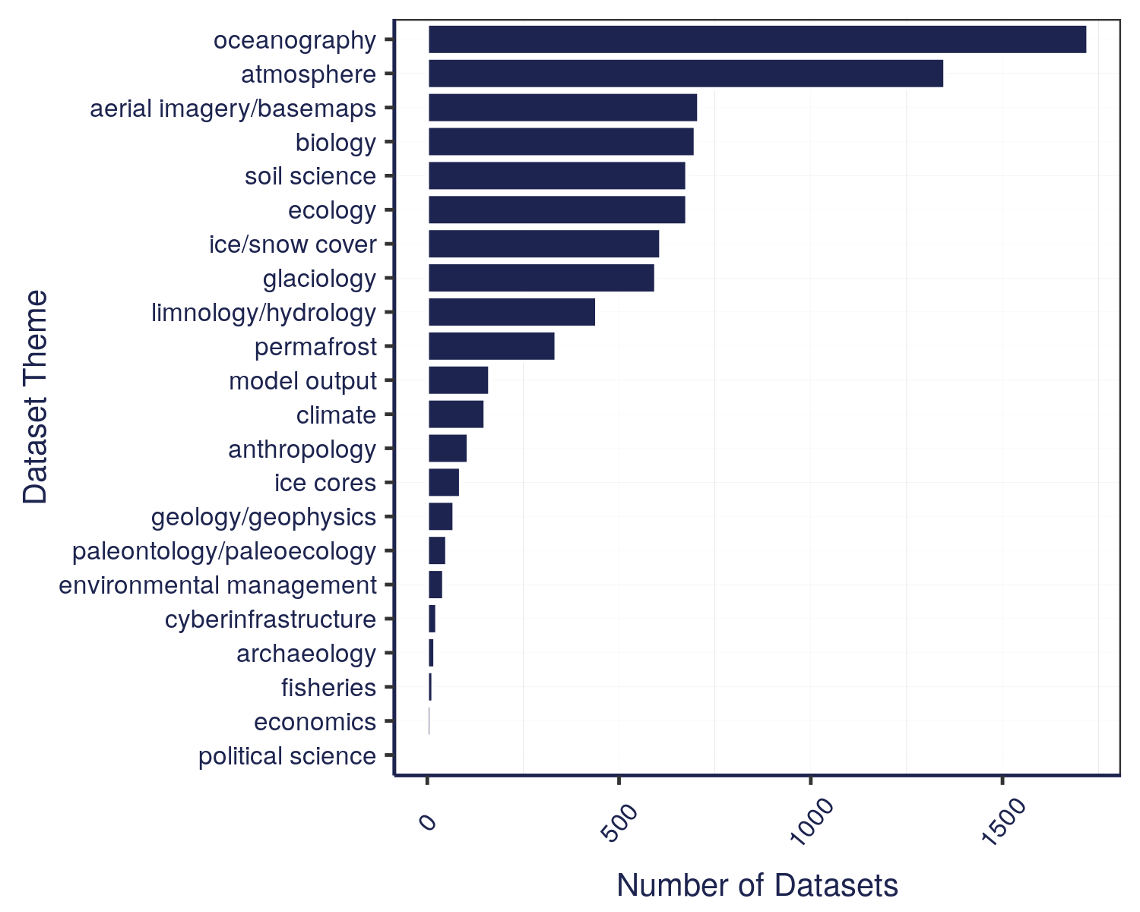 oceanography
atmosphere
aerial imagery/basemaps
biology
soil science
ecology
ice/snow cover
glaciology
limnology/hydrology
permafrost
model output
climate
anthropology
ice cores
geology/geophysics
paleontology/paleoecology
environmental management
cyberinfrastructure
archaeology
fisheries
economics
political science
Dataset Theme
0
500
1000
1500
Number of Datasets